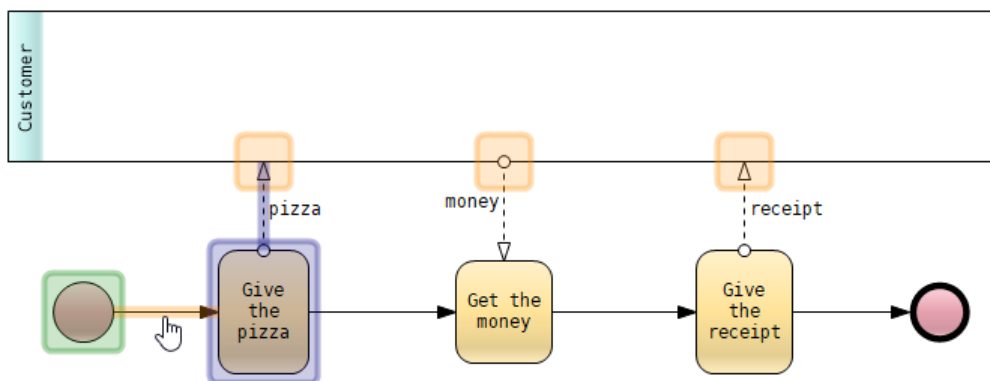 Customer
pizza
money
receipt
Give
the
pizza
Get the
money
Give
the
receipt